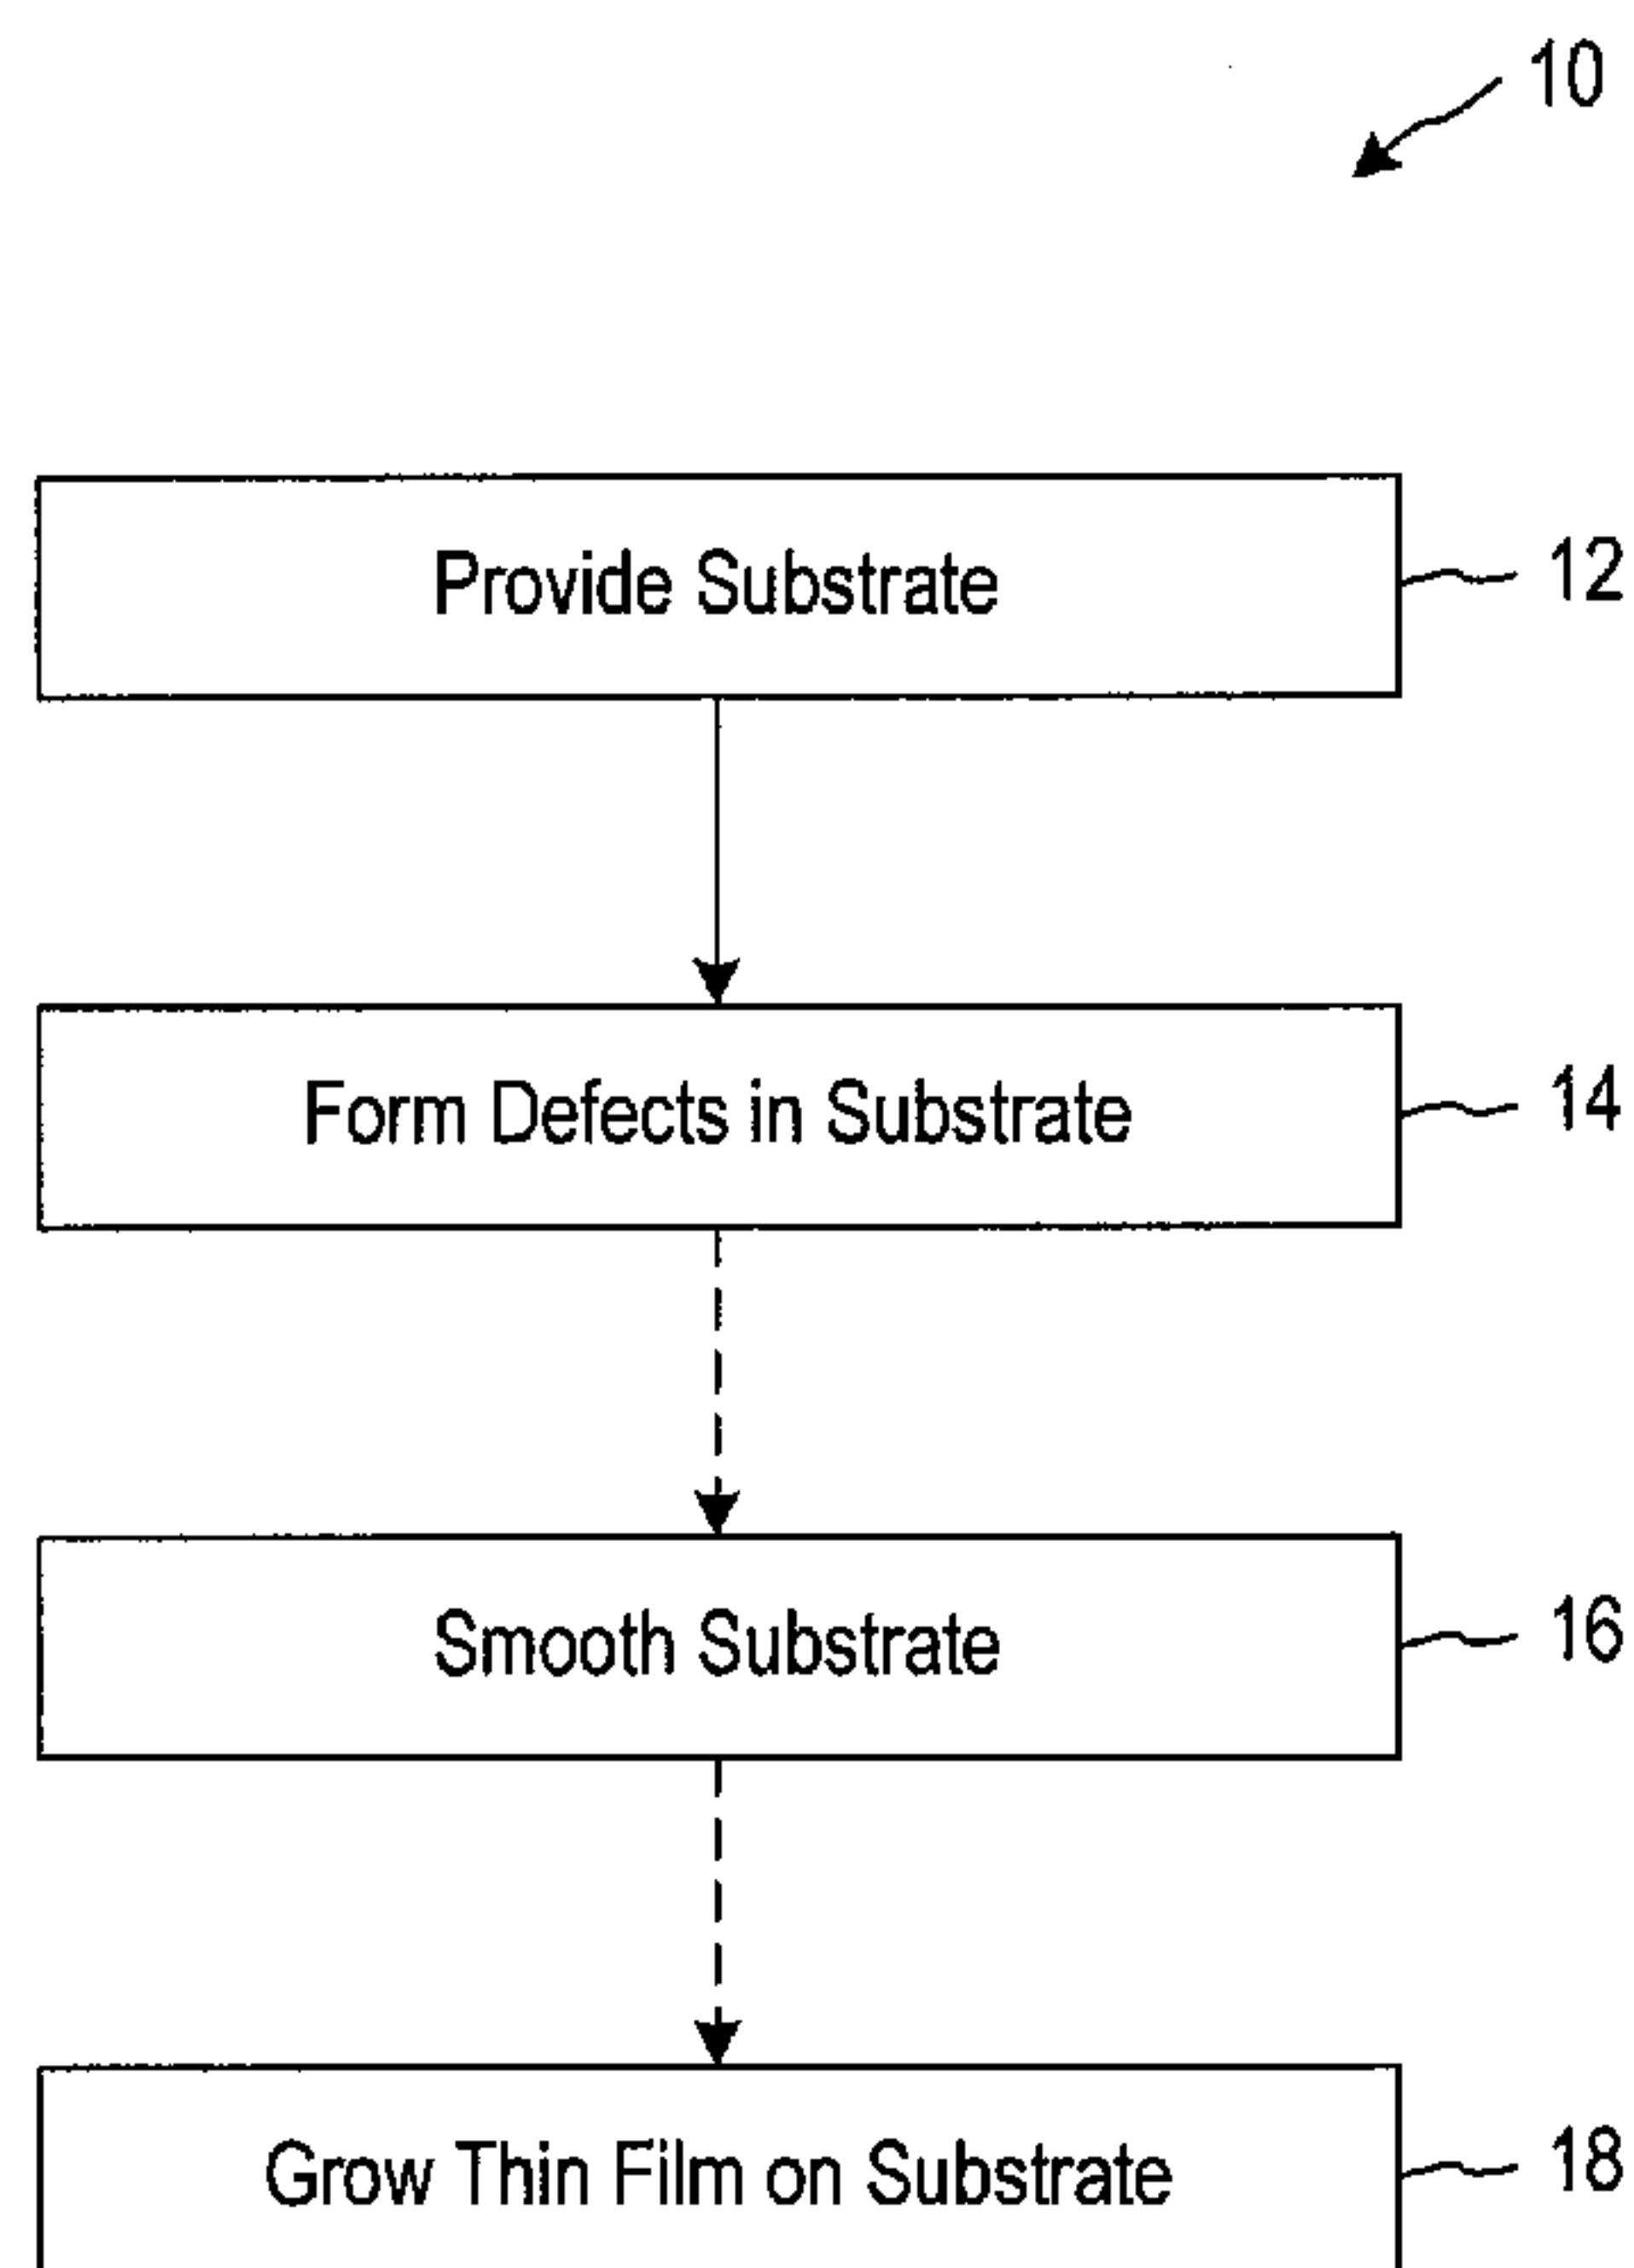 10
Provide Substrate 12
Form Defects in Substrate 14
Smooth Substrate 16
Grow Thin Film on Substrate 18